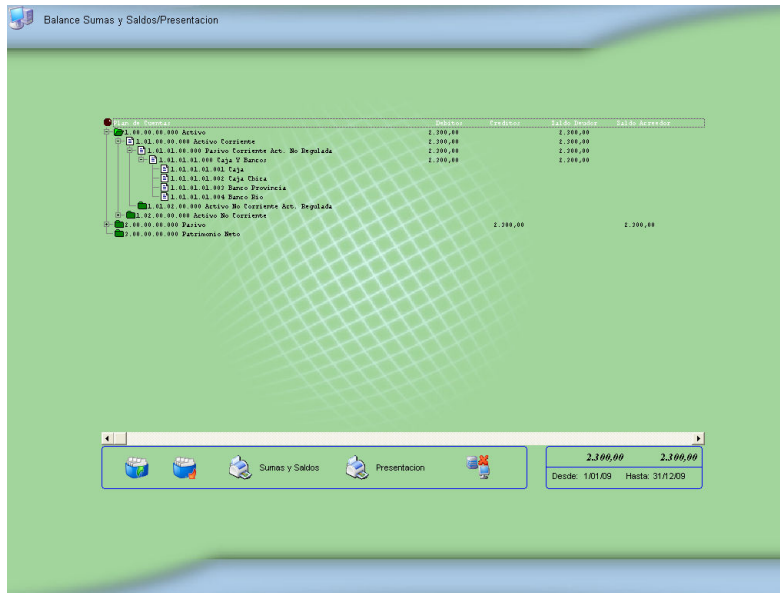 Balance Sumas y Saldos/Presentacion
Plan de Cuentas Debitos Creditos Saldo Deudor Saldo Acreedor
1.00.00.00.000 Activo 2.300,00 2.300,00
1.01.00.00.000 Activo Corriente 2.300,00 2.300,00
1.01.01.00.000 Pasivo Corriente Act. No Regulada 2.300,00 2.300,00
1.01.01.01.000 Caja Y Bancos 2.300,00 2.300,00
1.01.01.01.001 Caja
1.01.01.01.002 Caja Chica
1.01.01.01.003 Banco Provincia
1.01.01.01.004 Banco Rio
1.01.02.00.000 Activo No Corriente Act. Regulada
1.02.00.00.000 Activo No Corriente
2.00.00.00.000 Pasivo 2.300,00 2.300,00
3.00.00.00.000 Patrimonio Neto
Sumas y Saldos
Presentacion
2.300,00 2.300,00
Desde: 1/01/09 Hasta: 31/12/09